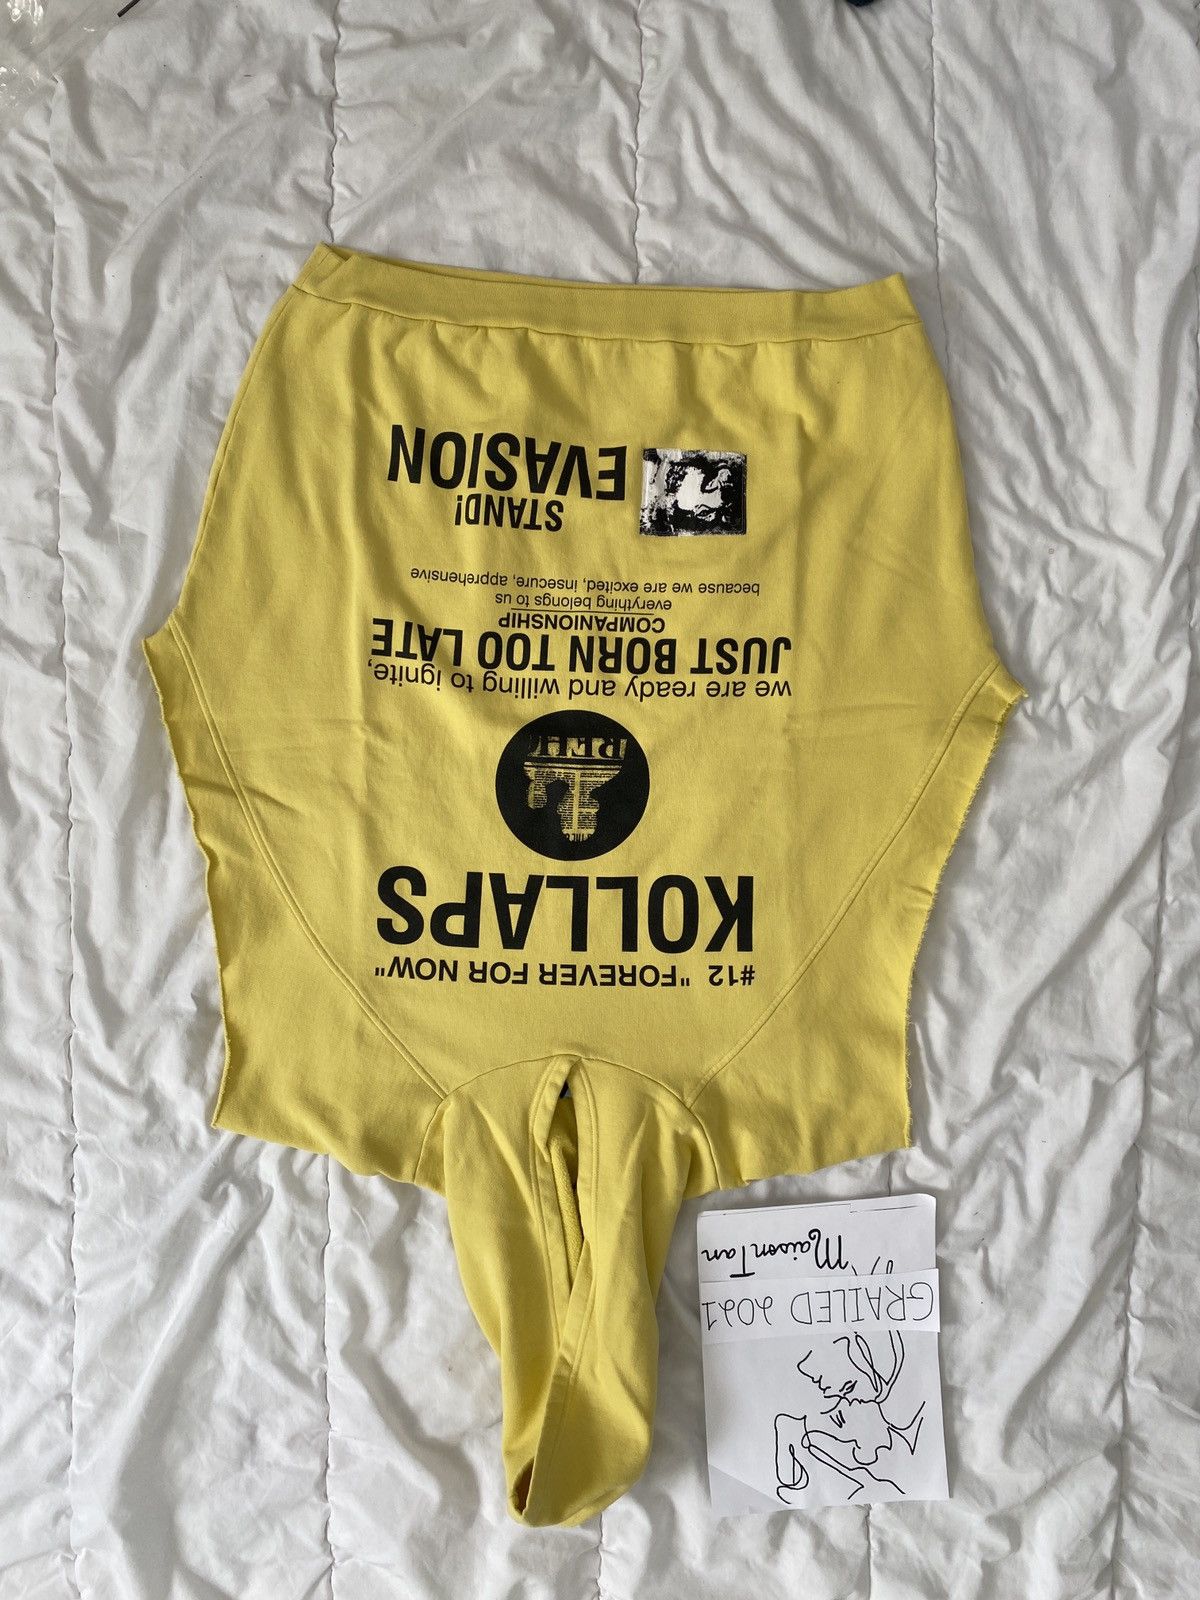 #12 "FOREVER FOR NOW"
KOLLAPS
we are ready and willing to ignite,
JUST BORN TOO LATE
COMPANIONSHIP
everything belongs to us
because we are excited, insecure, apprehensive
STAND!
EVASION
GRAILED 2021
MaisonTan